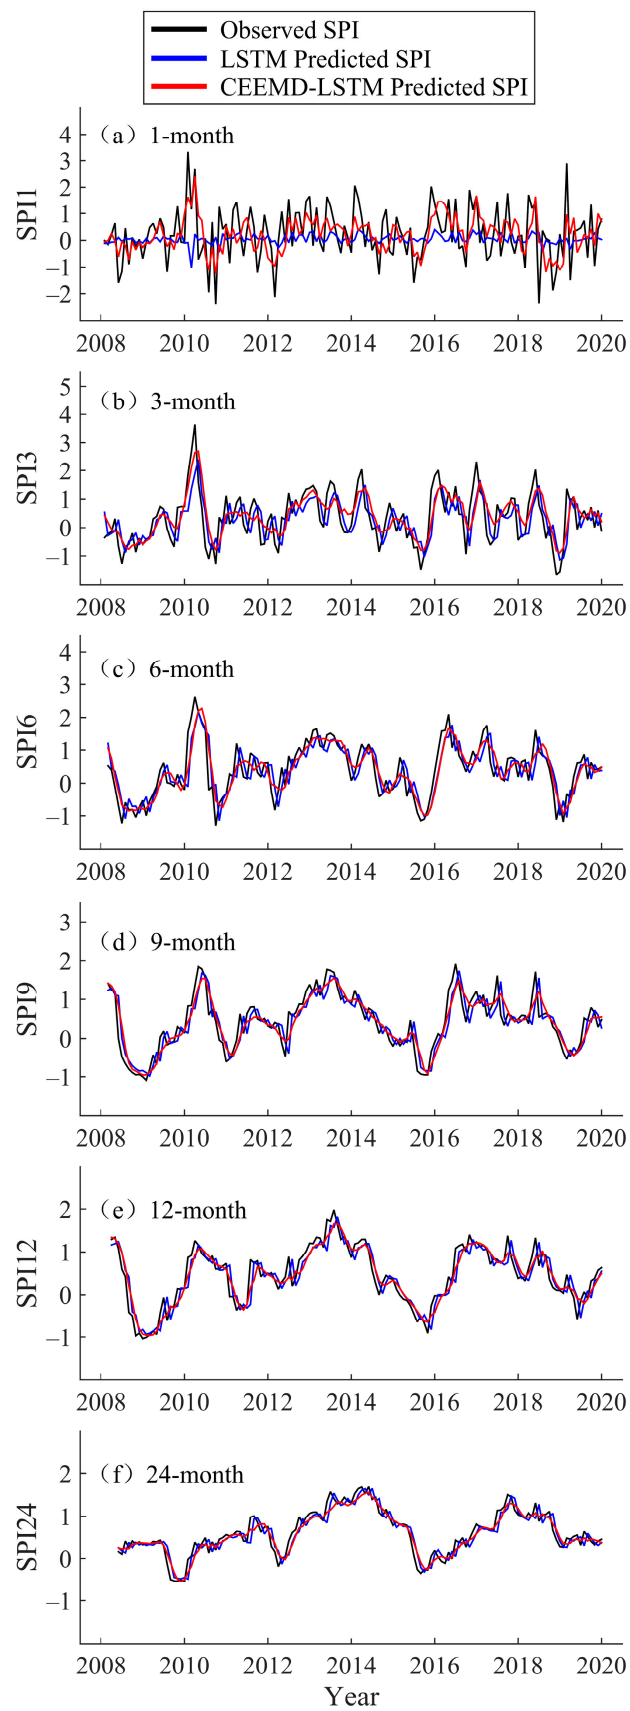 Observed SPI
LSTM Predicted SPI
CEEMD-LSTM Predicted SPI
（a）1-month
SPI1
4
3
2
1
0
–1
–2
2008 2010 2012 2014 2016 2018 2020
（b）3-month
SPI3
5
4
3
2
1
0
–1
2008 2010 2012 2014 2016 2018 2020
（c）6-month
SPI6
4
3
2
1
0
–1
2008 2010 2012 2014 2016 2018 2020
（d）9-month
SPI9
3
2
1
0
–1
2008 2010 2012 2014 2016 2018 2020
（e）12-month
SPI12
2
1
0
–1
2008 2010 2012 2014 2016 2018 2020
（f）24-month
SPI24
2
1
0
–1
2008 2010 2012 2014 2016 2018 2020
Year